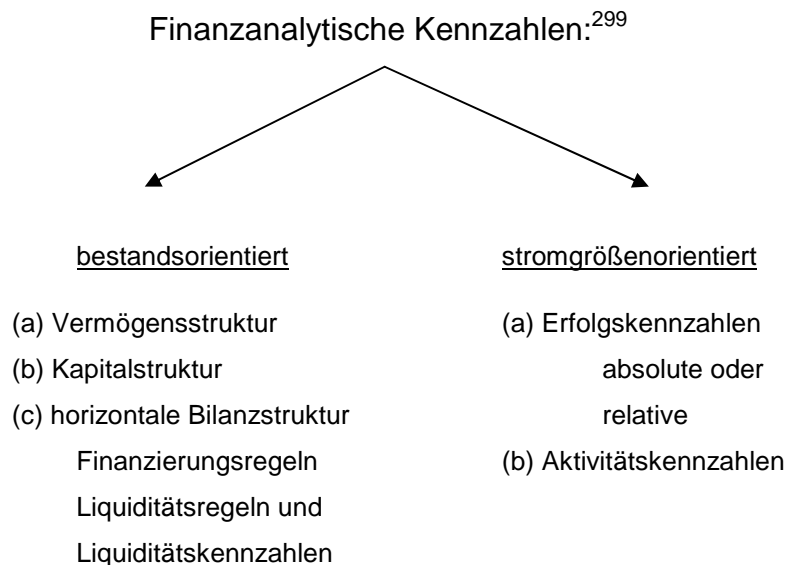 Finanzanalytische Kennzahlen:299
bestandsorientiert
(a) Vermögensstruktur
(b) Kapitalstruktur
(c) horizontale Bilanzstruktur
Finanzierungsregeln
Liquiditätsregeln und
Liquiditätskennzahlen
stromgrößenorientiert
(a) Erfolgskennzahlen
absolute oder
relative
(b) Aktivitätskennzahlen